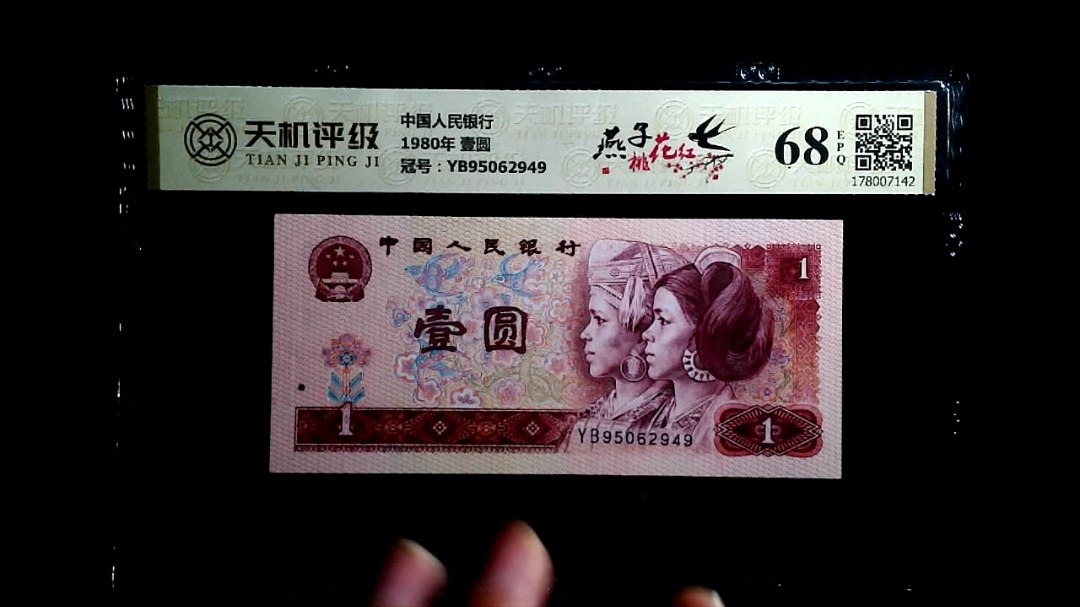 天机评级
TIAN JI PING JI
中国人民银行
1980年 壹圆
冠号：YB95062949
燕子
桃花红
68
EPQ
178007142
中国人民银行
1
壹圆
1
YB95062949
1